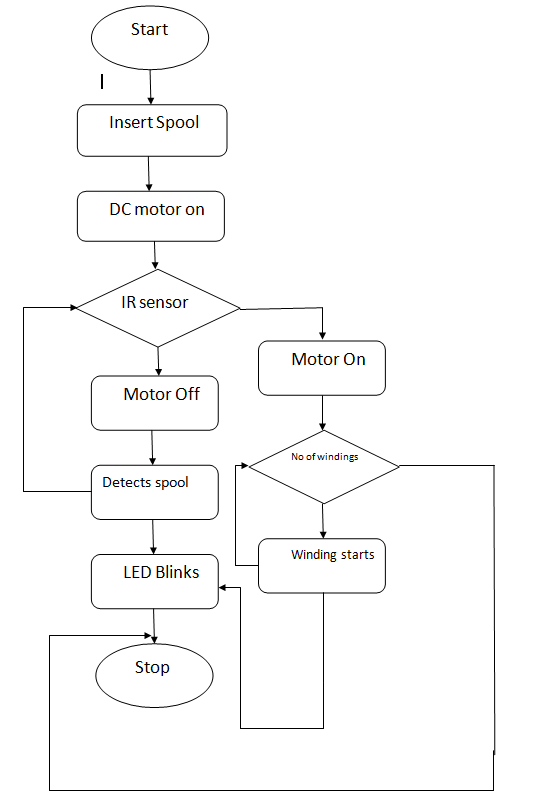 Start
Insert Spool
DC motor on
IR sensor
Motor On
Motor Off
No of windings
Detects spool
Winding starts
LED Blinks
Stop